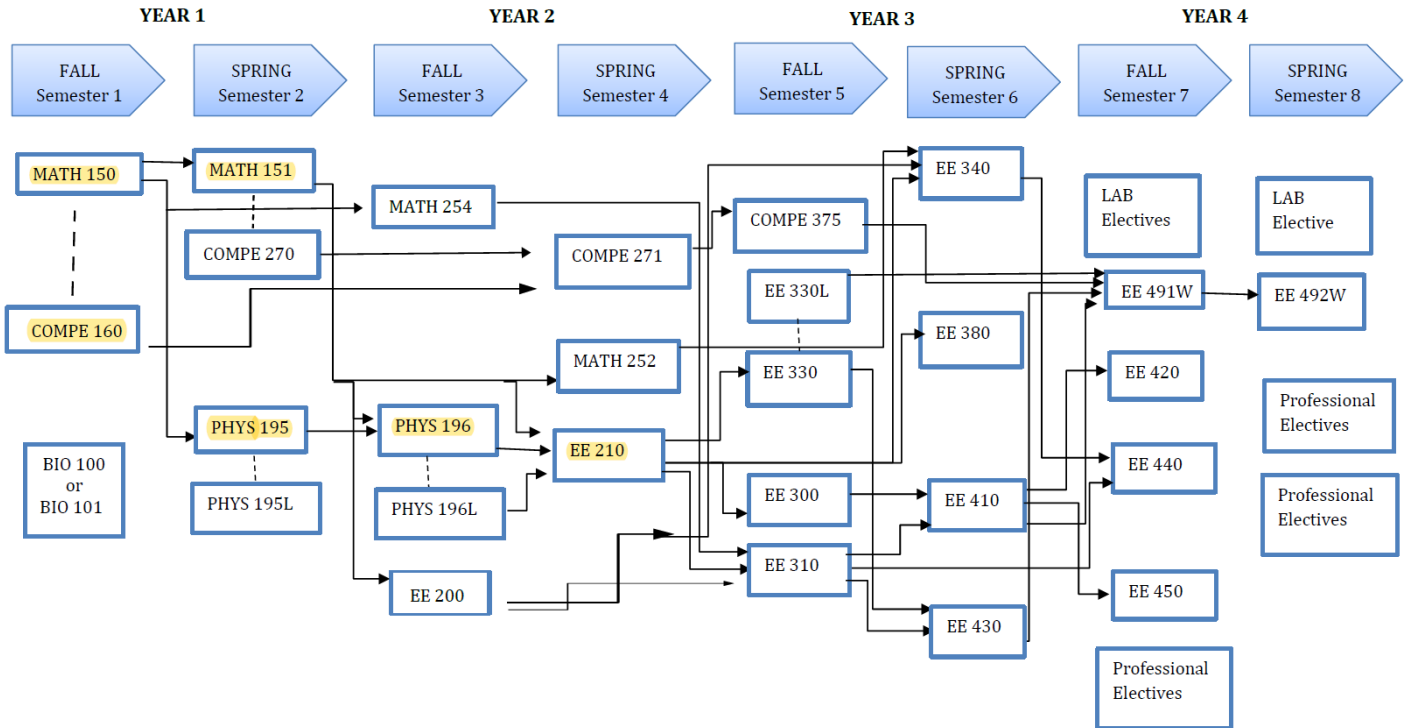 YEAR 1
YEAR 2
YEAR 3
YEAR 4
FALL
Semester 1
SPRING
Semester 2
FALL
Semester 3
SPRING
Semester 4
FALL
Semester 5
SPRING
Semester 6
FALL
Semester 7
SPRING
Semester 8
MATH 150
COMPE 160
BIO 100
or
BIO 101
MATH 151
COMPE 270
PHYS 195
PHYS 195L
MATH 254
PHYS 196
PHYS 196L
EE 200
COMPE 271
MATH 252
EE 210
COMPE 375
EE 330L
EE 330
EE 300
EE 310
EE 340
EE 380
EE 410
EE 430
LAB
Electives
EE 491W
EE 420
EE 440
EE 450
Professional
Electives
LAB
Elective
EE 492W
Professional
Electives
Professional
Electives